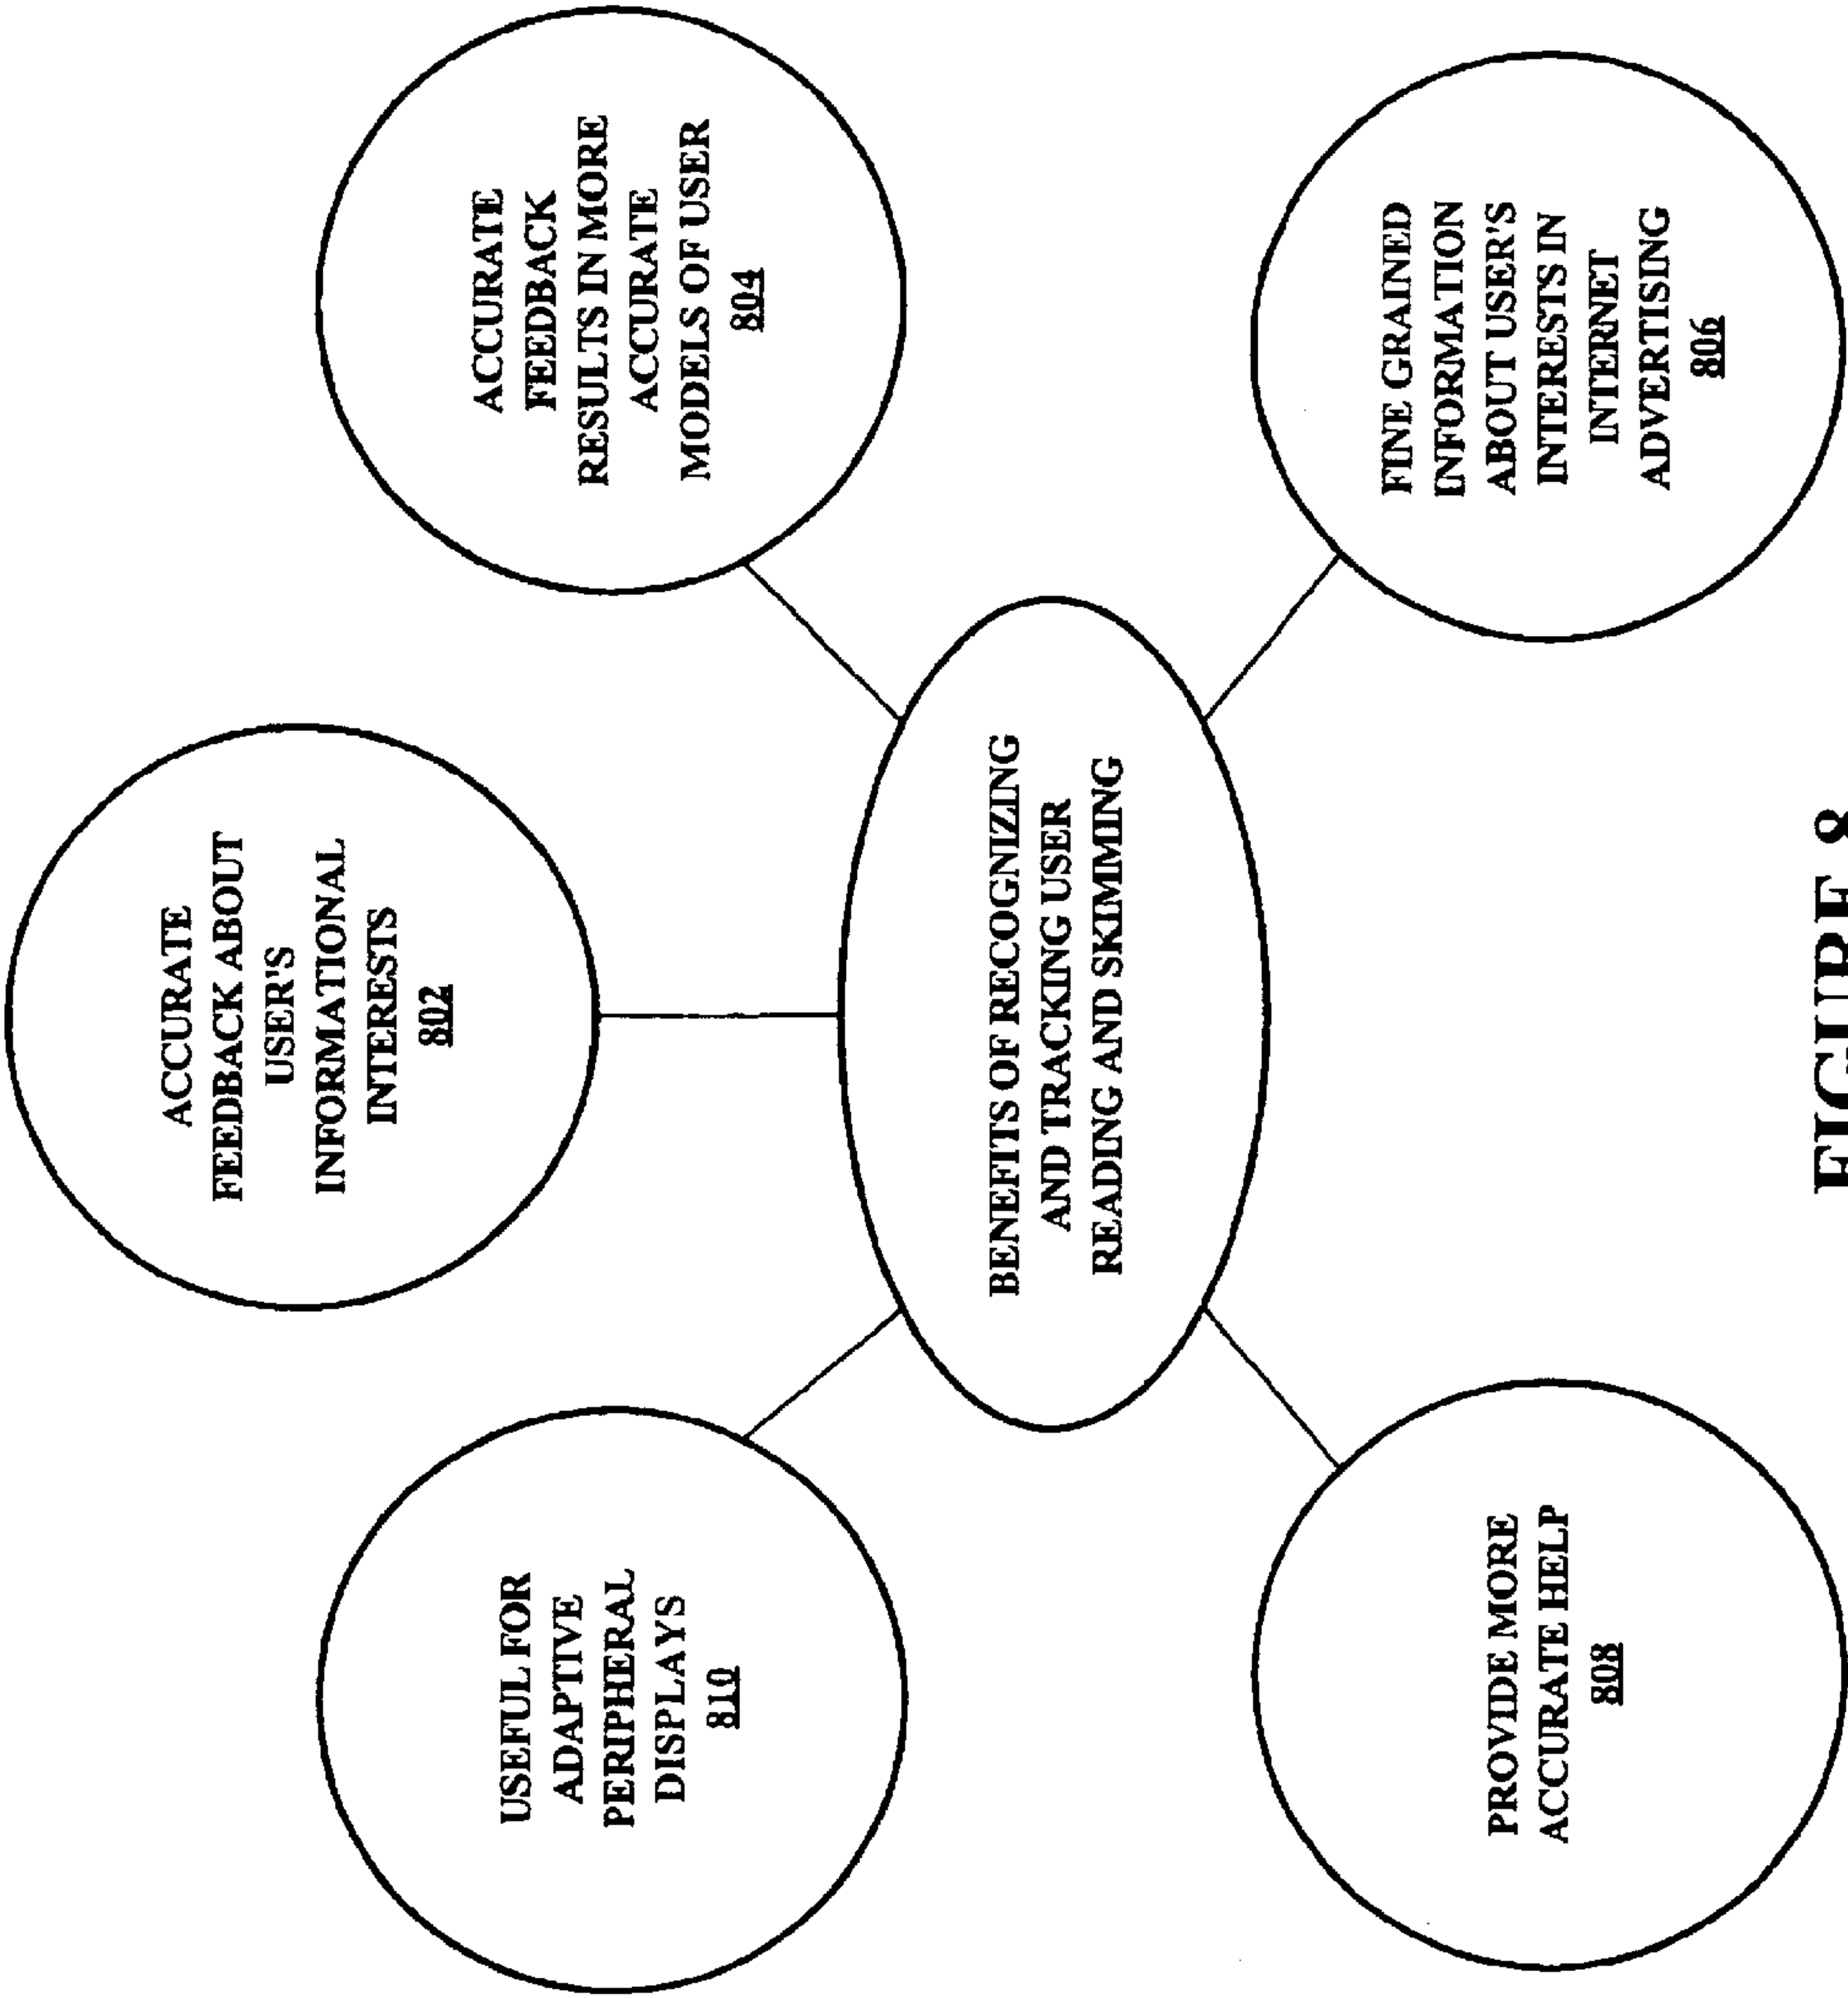 ACCURATE
FEEDBACK ABOUT
USER'S
INFORMATIONAL
INTERESTS
802
ACCURATE
FEEDBACK
RESULTS IN MORE
ACCURATE
MODELS OF USER
804
FINE GRAINED
INFORMATION
ABOUT USER'S
INTERESTS IN
INTERNET
ADVERTISING
806
PROVIDE MORE
ACCURATE HELP
808
USEFUL FOR
ADAPTIVE
PERIPHERAL
DISPLAYS
810
BENEFITS OF RECOGNIZING
AND TRACKING USER
READING AND SKIMMING
FIGURE 8